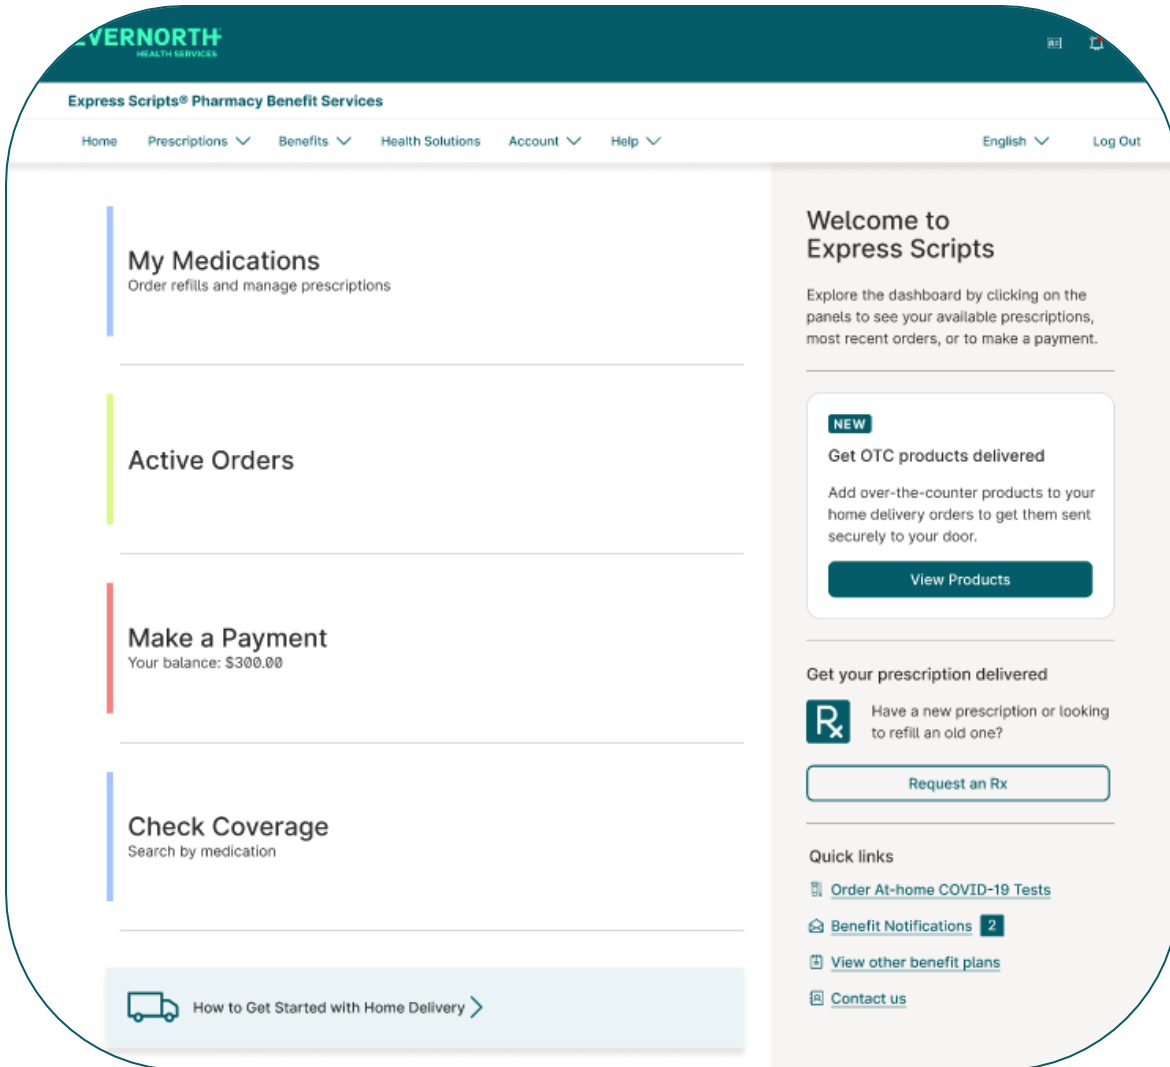 EVERNORTH
HEALTH SERVICES
Express Scripts® Pharmacy Benefit Services
Home Prescriptions Benefits Health Solutions Account Help English Log Out
My Medications
Order refills and manage prescriptions
Active Orders
Make a Payment
Your balance: $300.00
Check Coverage
Search by medication
How to Get Started with Home Delivery
Welcome to
Express Scripts
Explore the dashboard by clicking on the
panels to see your available prescriptions,
most recent orders, or to make a payment.
NEW
Get OTC products delivered
Add over-the-counter products to your
home delivery orders to get them sent
securely to your door.
View Products
Get your prescription delivered
Rx
Have a new prescription or looking
to refill an old one?
Request an Rx
Quick links
Order At-home COVID-19 Tests
Benefit Notifications 2
View other benefit plans
Contact us